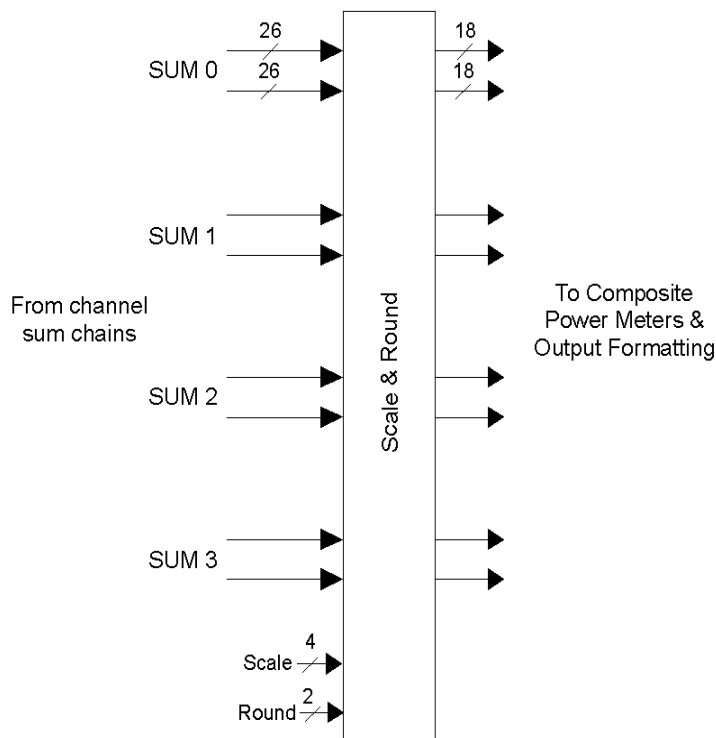 26
18
SUM 0
26
18
SUM 1
From channel
sum chains
Scale & Round
To Composite
Power Meters &
Output Formatting
SUM 2
SUM 3
4
Scale
2
Round